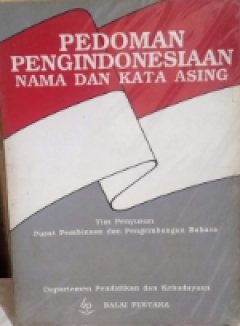 PEDOMAN
PENGINDONESIAAN
NAMA DAN KATA ASING
Tim Penyusun
Pusat Pembinaan dan Pengembangan Bahasa
Departemen Pendidikan dan Kebudayaan
BALAI PUSTAKA